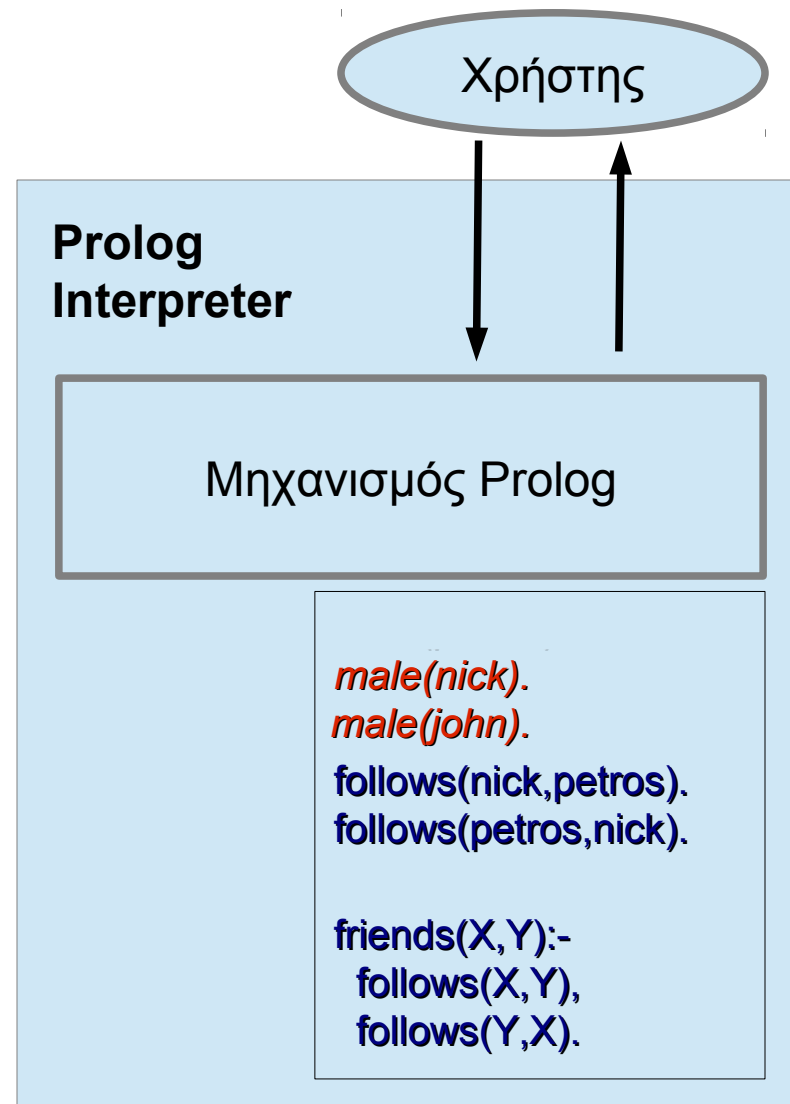 Χρήστης
Prolog
Interpreter
Μηχανισμός Prolog
male(nick).
male(john).
follows(nick,petros).
follows(petros,nick).
friends(X,Y):-
follows(X,Y),
follows(Y,X).